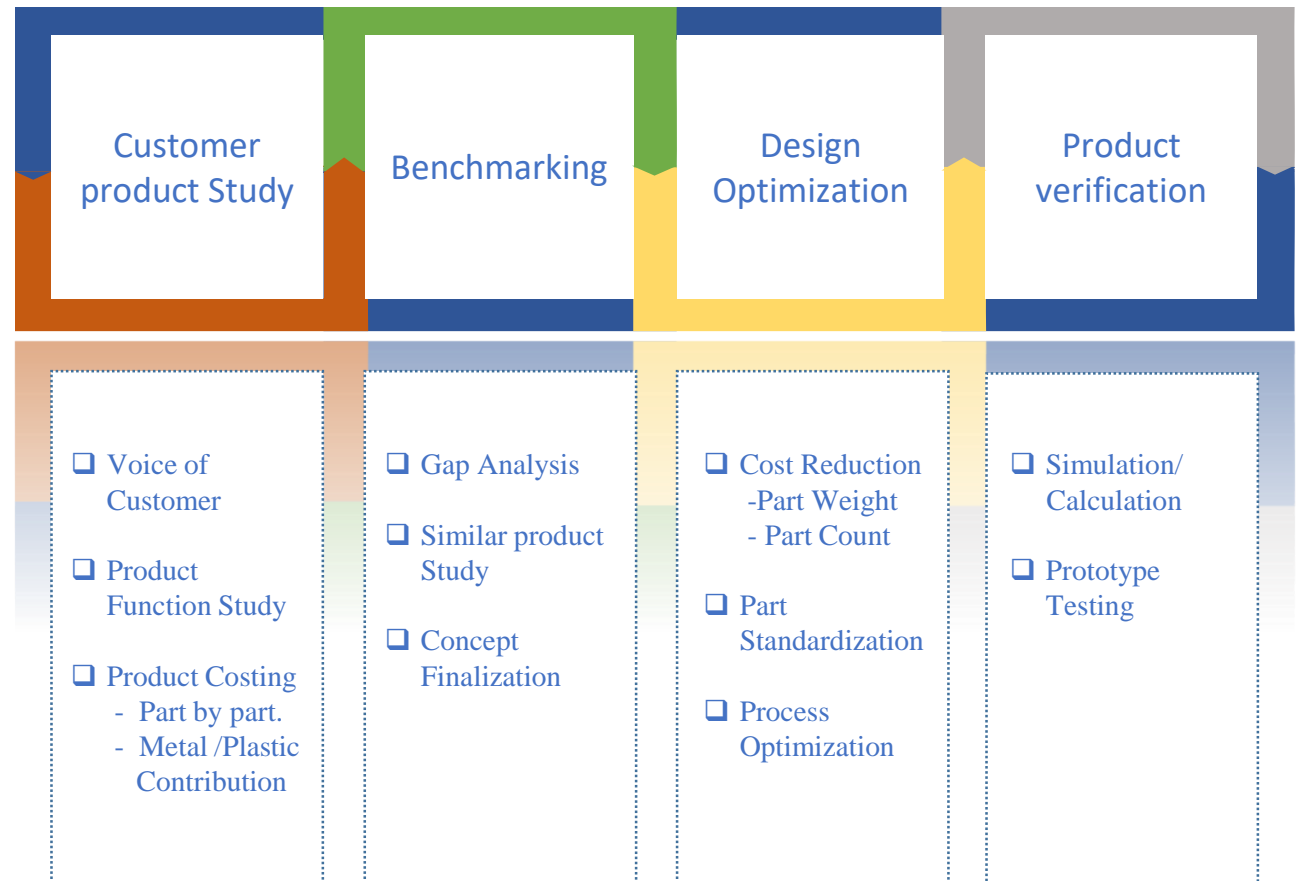 Customer
product Study
Benchmarking
Design
Optimization
Product
verification
❑ Voice of
Customer
❑ Product
Function Study
❑ Product Costing
- Part by part.
- Metal /Plastic
Contribution
❑ Gap Analysis
❑ Similar product
Study
❑ Concept
Finalization
❑ Cost Reduction
-Part Weight
- Part Count
❑ Part
Standardization
❑ Process
Optimization
❑ Simulation/
Calculation
❑ Prototype
Testing